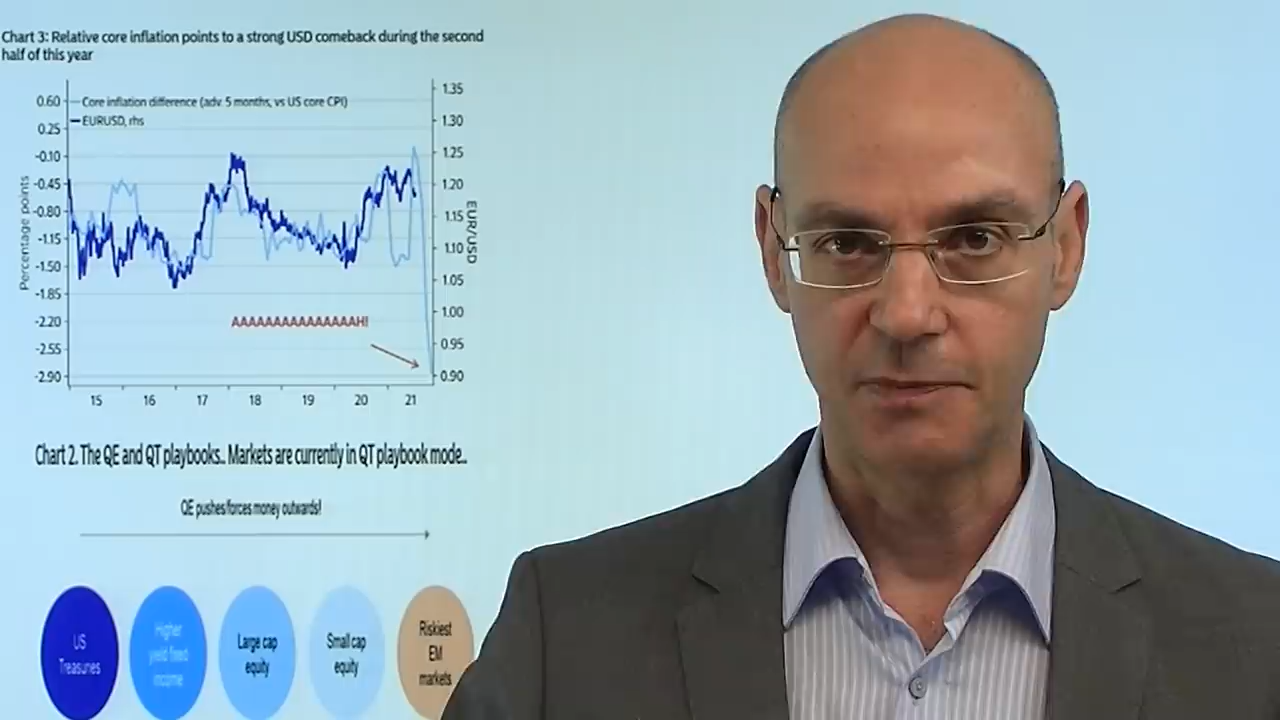 Chart 3: Relative core inflation points to a strong USD comeback during the second
half of this year
Core inflation difference (adv. 5 months, vs US core CPI)
EURUSD, rhs
0.60
0.25
-0.10
-0.45
-0.80
-1.15
-1.50
-1.85
-2.20
-2.55
-2.90
Percentage points
1.35
1.30
1.25
1.20
1.15
1.10
1.05
1.00
0.95
0.90
EUR/USD
AAAAAAAAAAAAAAAH!
15 16 17 18 19 20 21
Chart 2. The QE and QT playbooks.. Markets are currently in QT playbook mode..
QE pushes/forces money outwards!
US
Treasuries
Higher
yield fixed
income
Large cap
equity
Small cap
equity
Riskiest
EM
markets